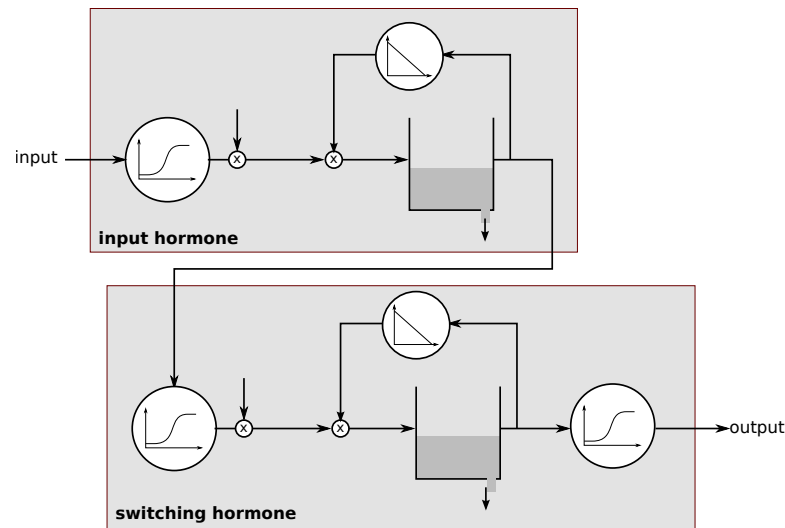 input
x
x
input hormone
x
x
output
switching hormone